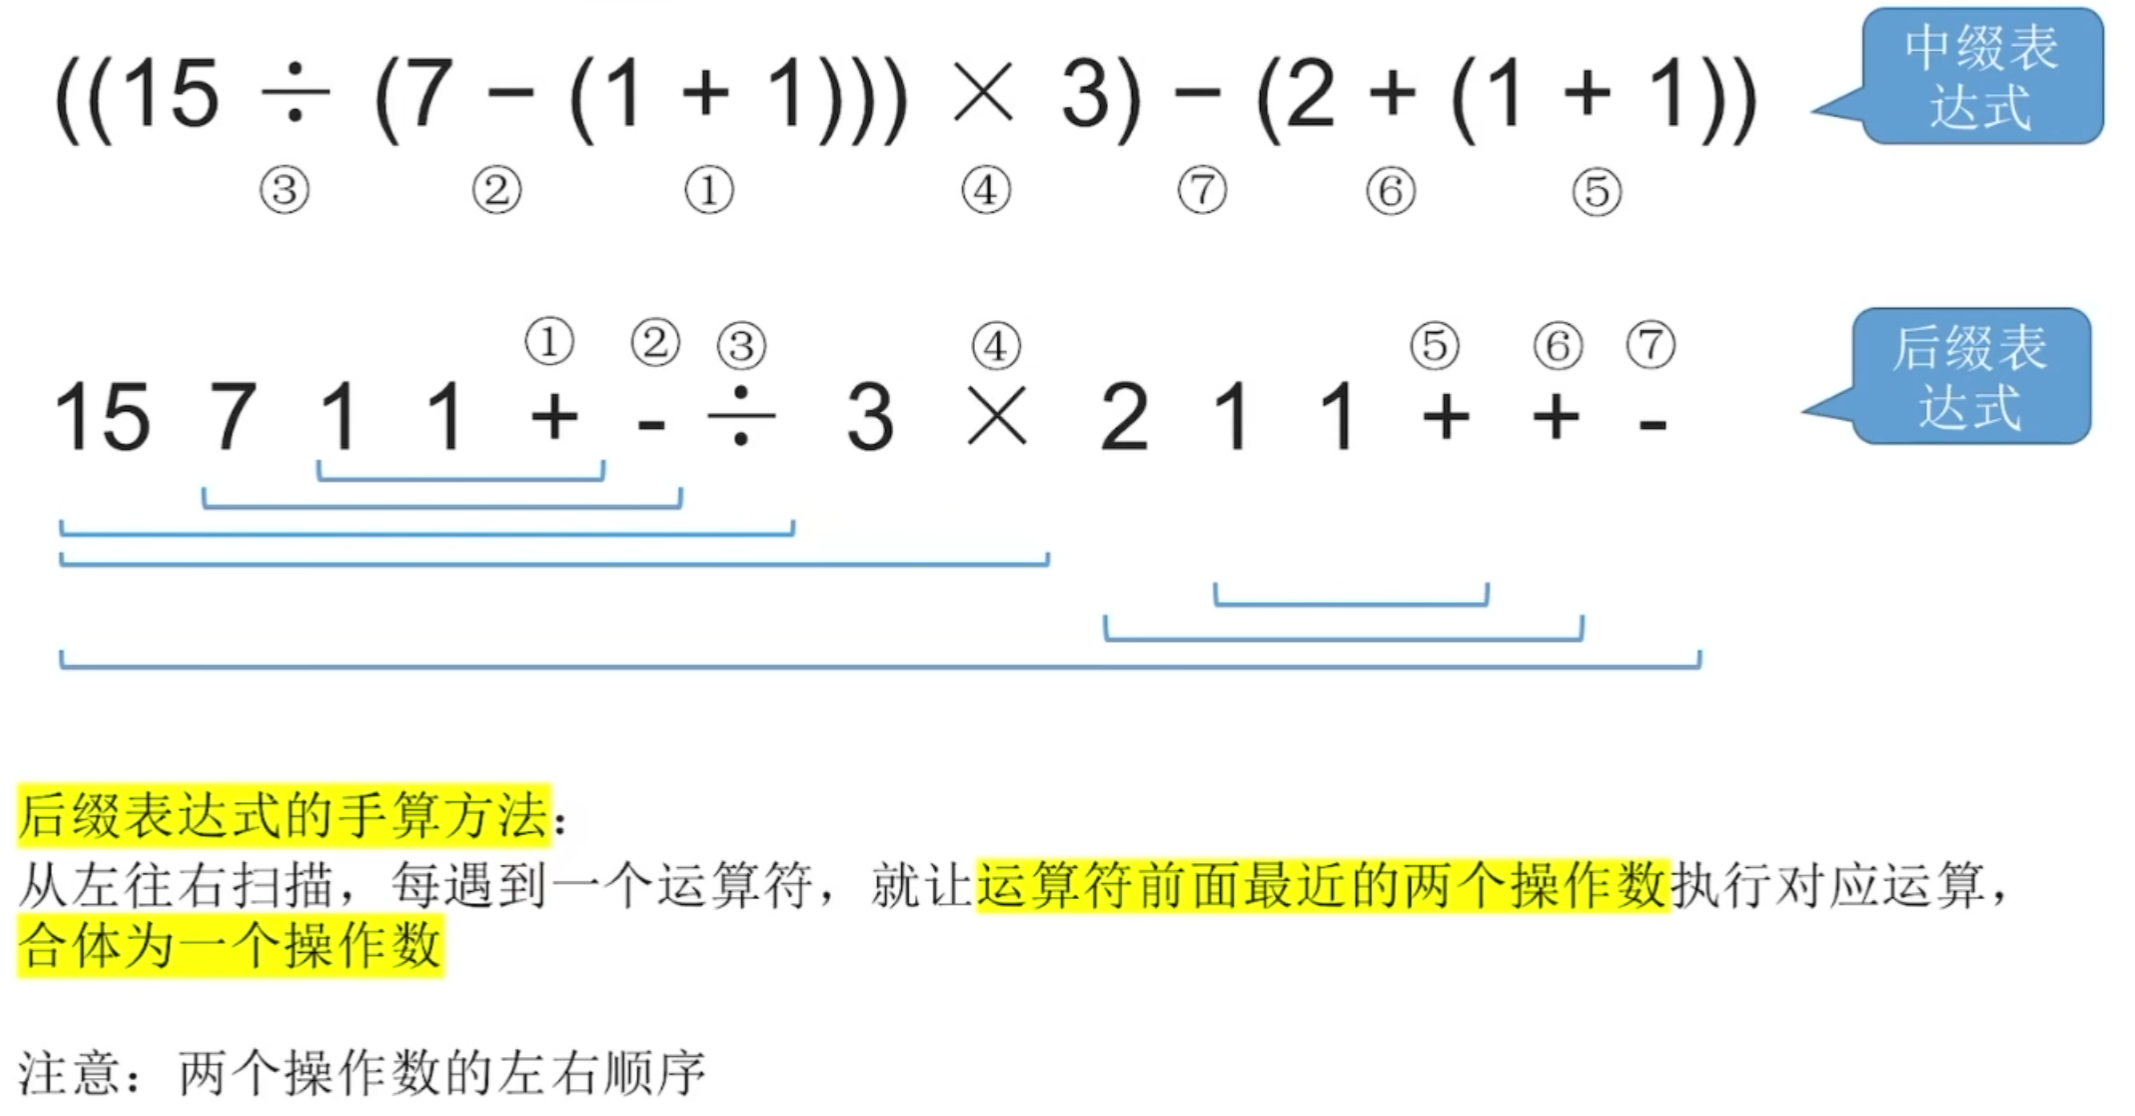 ((15 ÷ (7 − (1 + 1))) × 3) − (2 + (1 + 1))
中缀表
达式
③ ② ① ④ ⑦ ⑥ ⑤
① ② ③ ④ ⑤ ⑥ ⑦
15 7 1 1 + - ÷ 3 × 2 1 1 + + -
后缀表
达式
后缀表达式的手算方法：
从左往右扫描，每遇到一个运算符，就让运算符前面最近的两个操作数执行对应运算，
合体为一个操作数
注意：两个操作数的左右顺序